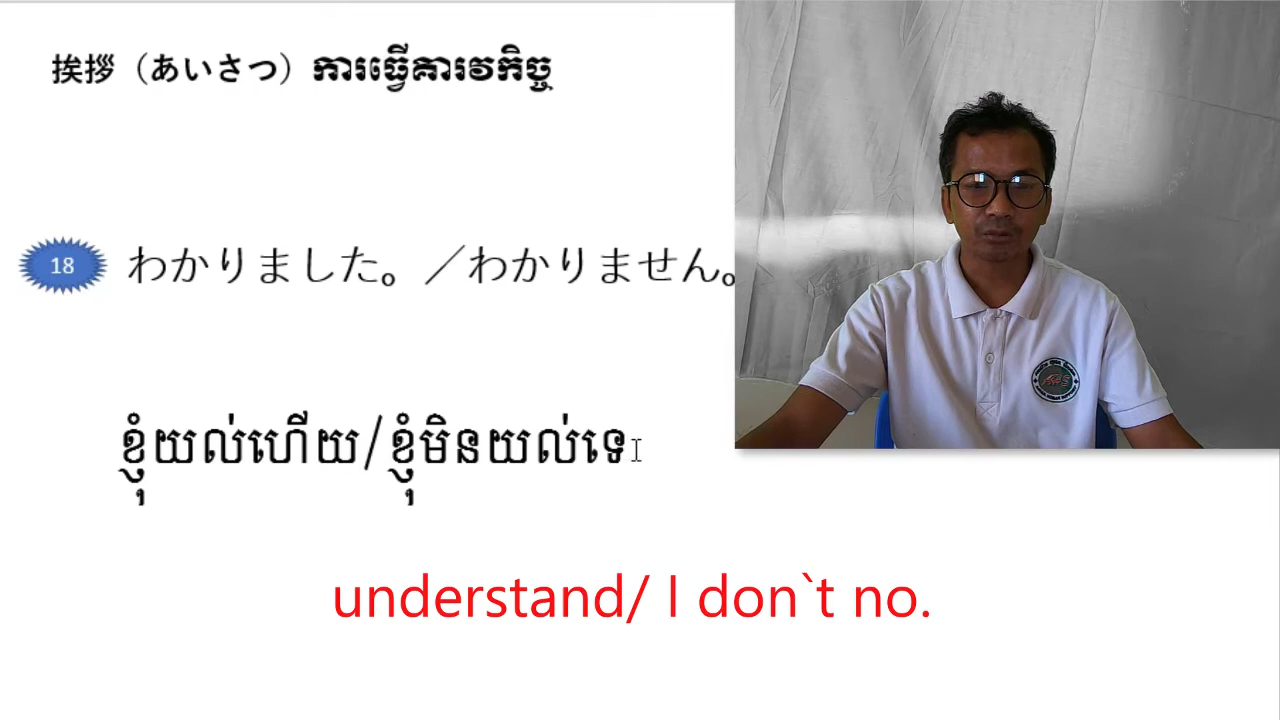 挨拶（あいさつ）ការធ្វើគារវកិច្ច
18 わかりました。／わかりません。
ខ្ញុំយល់ហើយ/ខ្ញុំមិនយល់ទេ
understand/ I don`t no.